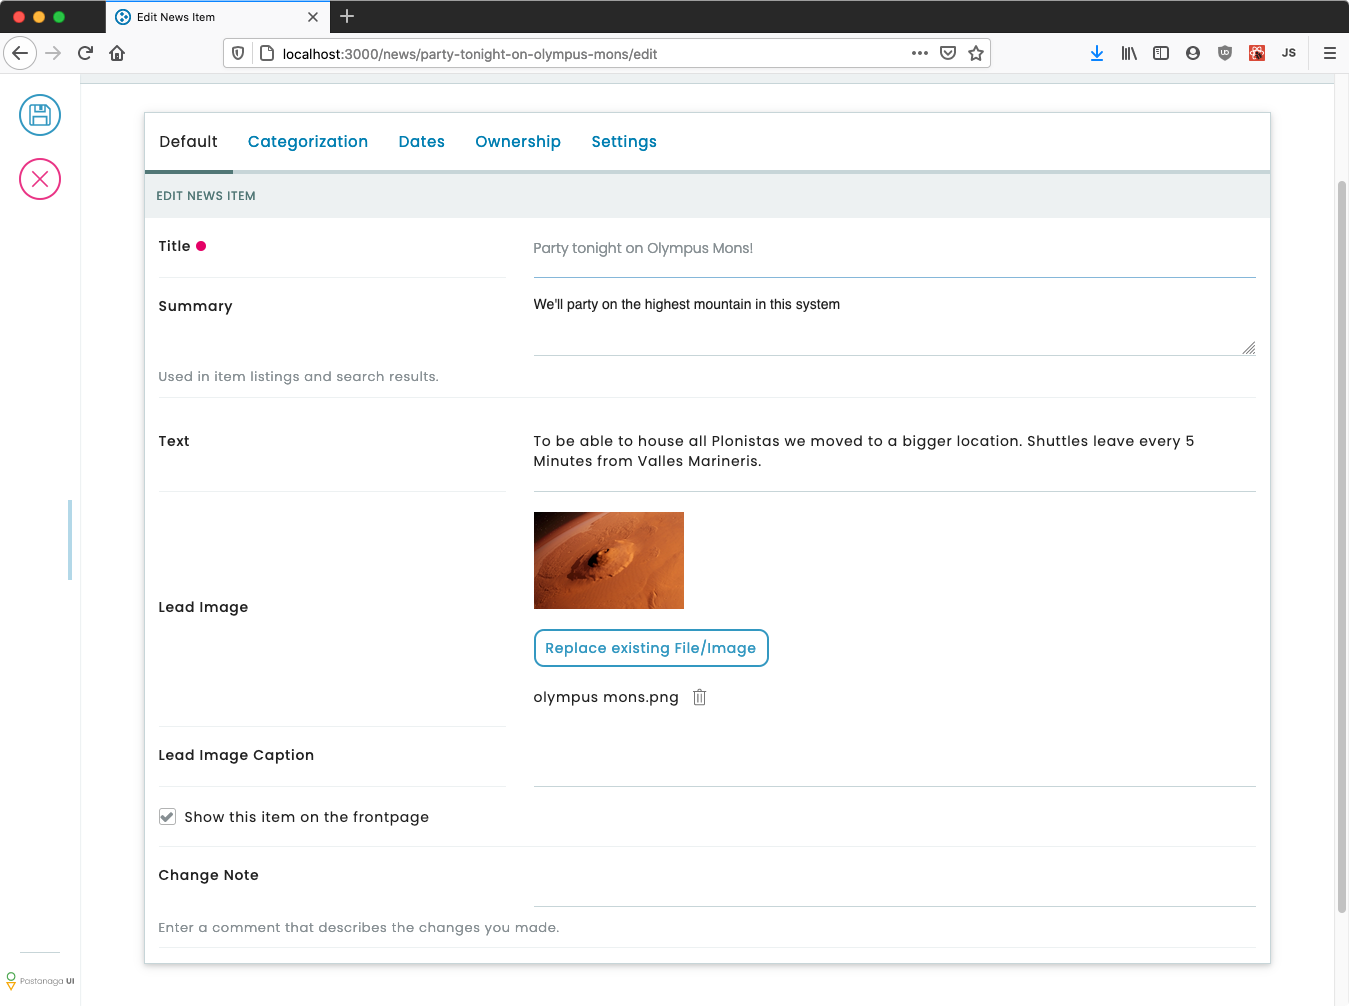 Edit News Item
localhost:3000/news/party-tonight-on-olympus-mons/edit
JS
Default Categorization Dates Ownership Settings
EDIT NEWS ITEM
Title
Party tonight on Olympus Mons!
Summary
We'll party on the highest mountain in this system
Used in item listings and search results.
Text
To be able to house all Plonistas we moved to a bigger location. Shuttles leave every 5
Minutes from Valles Marineris.
Lead Image
Replace existing File/Image
olympus mons.png
Lead Image Caption
Show this item on the frontpage
Change Note
Enter a comment that describes the changes you made.
Pastanaga UI